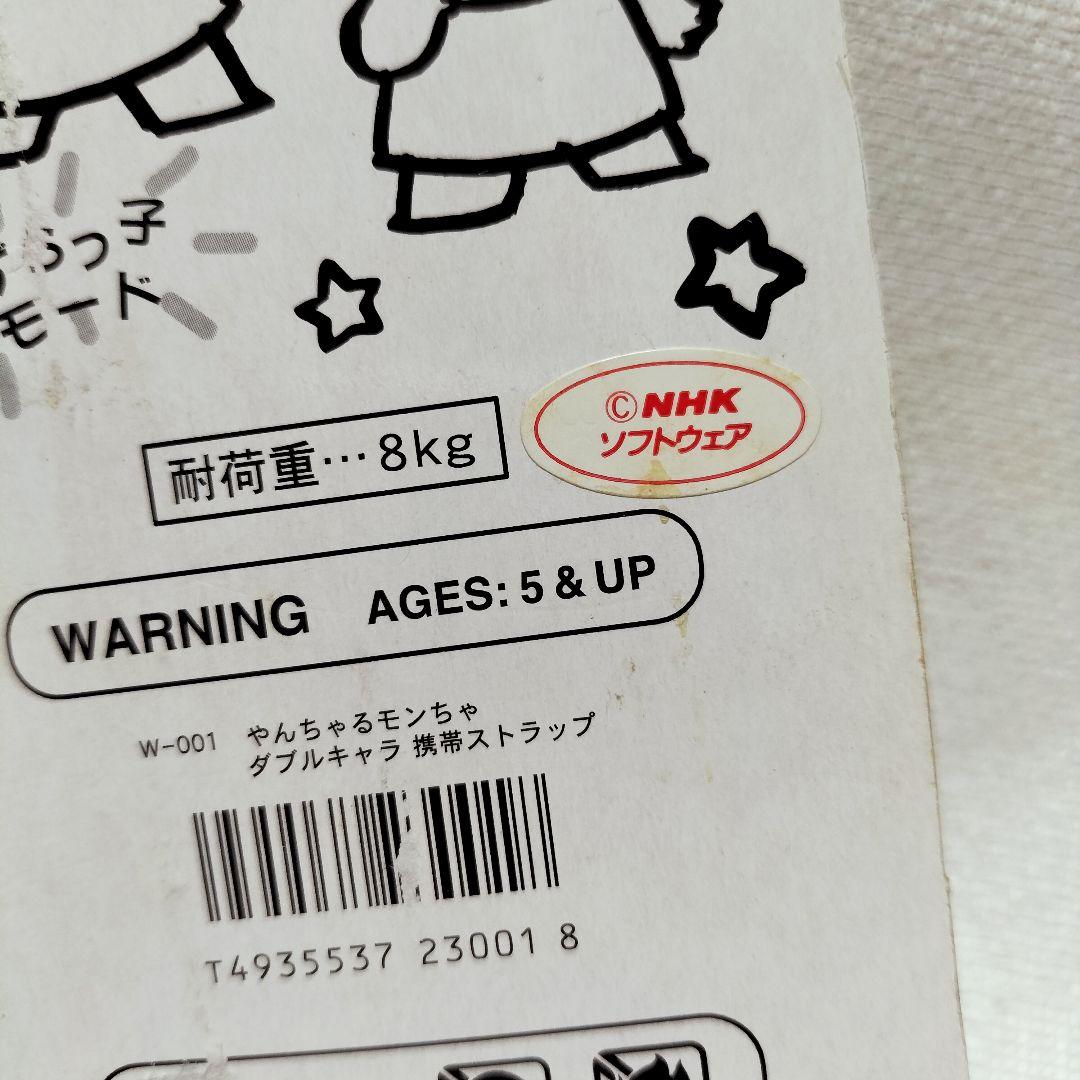 らっ子
モード
©NHK
ソフトウェア
耐荷重…8kg
WARNING AGES: 5 & UP
W-001 やんちゃるモンちゃ
ダブルキャラ 携帯ストラップ
T4935537 23001 8